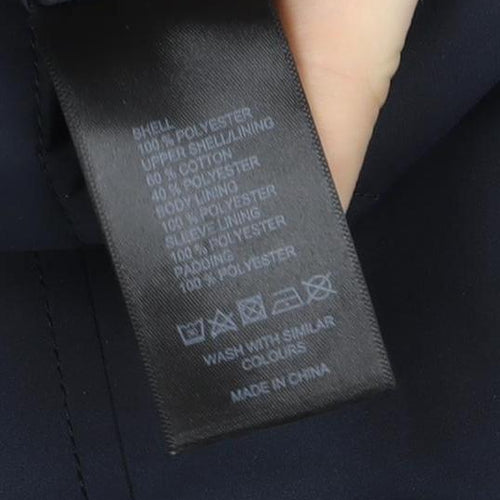 SHELL
100 % POLYESTER
UPPER SHELL/LINING
60 % COTTON
40 % POLYESTER
BODY LINING
100 % POLYESTER
SLEEVE LINING
100 % POLYESTER
PADDING
100 % POLYESTER
WASH WITH SIMILAR
COLOURS
MADE IN CHINA